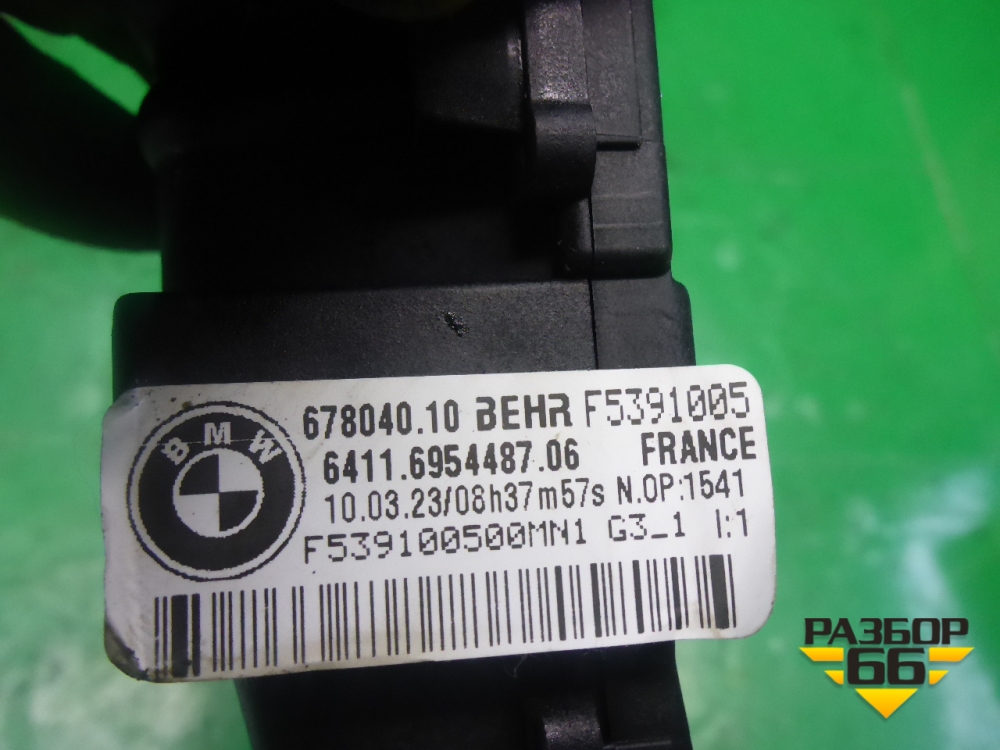 BMW
678040.10 BEHR F5391005
6411.6954487.06 FRANCE
10.03.23/08h37m57s N.OP:1541
F539100500MN1 G3_1 I:1
РАЗБОР
66